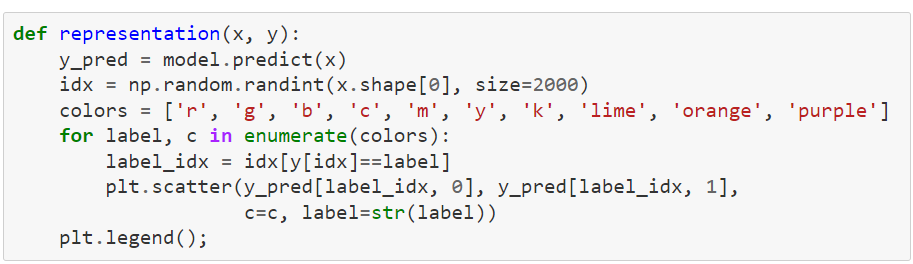 def representation(x, y):
    y_pred = model.predict(x)
    idx = np.random.randint(x.shape[0], size=2000)
    colors = ['r', 'g', 'b', 'c', 'm', 'y', 'k', 'lime', 'orange', 'purple']
    for label, c in enumerate(colors):
        label_idx = idx[y[idx]==label]
        plt.scatter(y_pred[label_idx, 0], y_pred[label_idx, 1],
                    c=c, label=str(label))
    plt.legend();